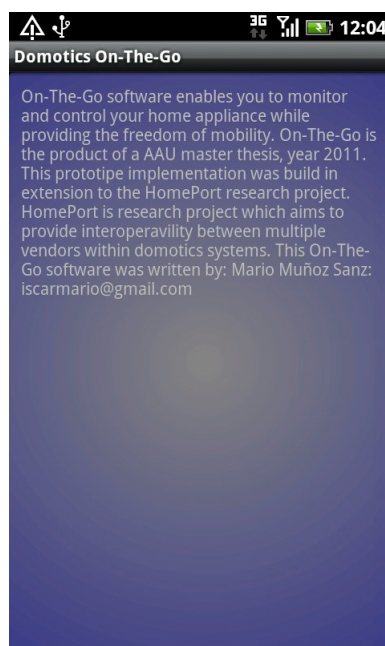 3G 12:04
Domotics On-The-Go
On-The-Go software enables you to monitor
and control your home appliance while
providing the freedom of mobility. On-The-Go is
the product of a AAU master thesis, year 2011.
This prototipe implementation was build in
extension to the HomePort research project.
HomePort is research project which aims to
provide interoperavility between multiple
vendors within domotics systems. This On-The-
Go software was written by: Mario Muñoz Sanz:
iscarmario@gmail.com